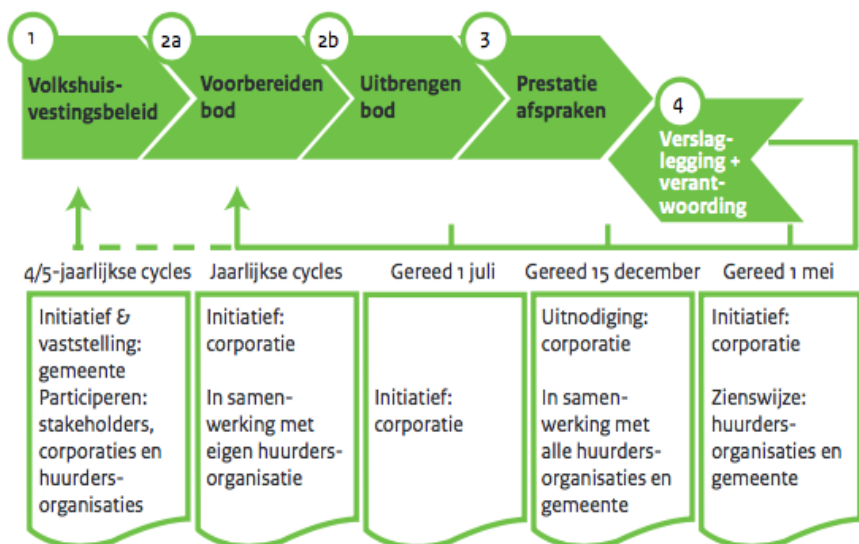 1
Volkshuis-
vestingsbeleid
2a
Voorbereiden
bod
2b
Uitbrengen
bod
3
Prestatie
afspraken
4
Verslag-
legging +
verant-
woording
4/5-jaarlijkse cycles
Initiatief &
vaststelling:
gemeente
Participeren:
stakeholders,
corporaties en
huurders-
organisaties
Jaarlijkse cycles
Initiatief:
corporatie
In samen-
werking met
eigen huurders-
organisatie
Gereed 1 juli
Initiatief:
corporatie
Gereed 15 december
Uitnodiging:
corporatie
In samen-
werking met
alle huurders-
organisaties en
gemeente
Gereed 1 mei
Initiatief:
corporatie
Zienswijze:
huurders-
organisaties en
gemeente